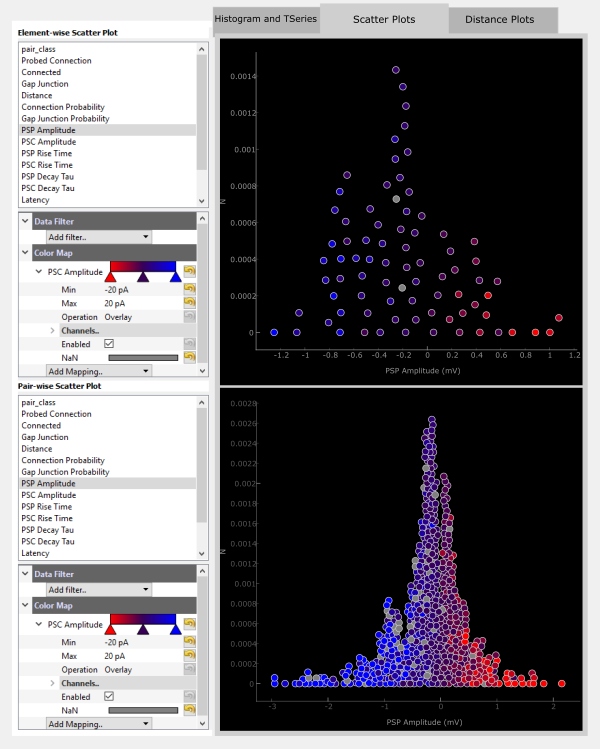 Histogram and TSeries Scatter Plots Distance Plots
Element-wise Scatter Plot
pair_class
Probed Connection
Connected
Gap Junction
Distance
Connection Probability
Gap Junction Probability
PSP Amplitude
PSC Amplitude
PSP Rise Time
PSC Rise Time
PSP Decay Tau
PSC Decay Tau
Latency
Data Filter
Add filter..
Color Map
PSC Amplitude
Min -20 pA
Max 20 pA
Operation Overlay
Channels..
Enabled
NaN
Add Mapping..
0.0014
0.0012
0.001
0.0008
0.0006
0.0004
0.0002
0
N
-1.2 -1 -0.8 -0.6 -0.4 -0.2 0 0.2 0.4 0.6 0.8 1 1.2
PSP Amplitude (mV)
Pair-wise Scatter Plot
pair_class
Probed Connection
Connected
Gap Junction
Distance
Connection Probability
Gap Junction Probability
PSP Amplitude
PSC Amplitude
PSP Rise Time
PSC Rise Time
PSP Decay Tau
PSC Decay Tau
Latency
Data Filter
Add filter..
Color Map
PSC Amplitude
Min -20 pA
Max 20 pA
Operation Overlay
Channels..
Enabled
NaN
Add Mapping..
0.0028
0.0026
0.0024
0.0022
0.002
0.0018
0.0016
0.0014
0.0012
0.001
0.0008
0.0006
0.0004
0.0002
0
N
-3 -2 -1 0 1 2
PSP Amplitude (mV)